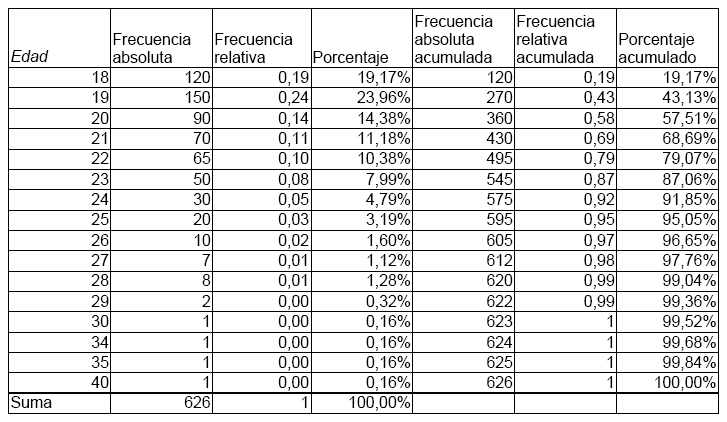 Edad Frecuencia absoluta Frecuencia relativa Porcentaje Frecuencia absoluta acumulada Frecuencia relativa acumulada Porcentaje acumulado
18 120 0,19 19,17% 120 0,19 19,17%
19 150 0,24 23,96% 270 0,43 43,13%
20 90 0,14 14,38% 360 0,58 57,51%
21 70 0,11 11,18% 430 0,69 68,69%
22 65 0,10 10,38% 495 0,79 79,07%
23 50 0,08 7,99% 545 0,87 87,06%
24 30 0,05 4,79% 575 0,92 91,85%
25 20 0,03 3,19% 595 0,95 95,05%
26 10 0,02 1,60% 605 0,97 96,65%
27 7 0,01 1,12% 612 0,98 97,76%
28 8 0,01 1,28% 620 0,99 99,04%
29 2 0,00 0,32% 622 0,99 99,36%
30 1 0,00 0,16% 623 1 99,52%
34 1 0,00 0,16% 624 1 99,68%
35 1 0,00 0,16% 625 1 99,84%
40 1 0,00 0,16% 626 1 100,00%
Suma 626 1 100,00%